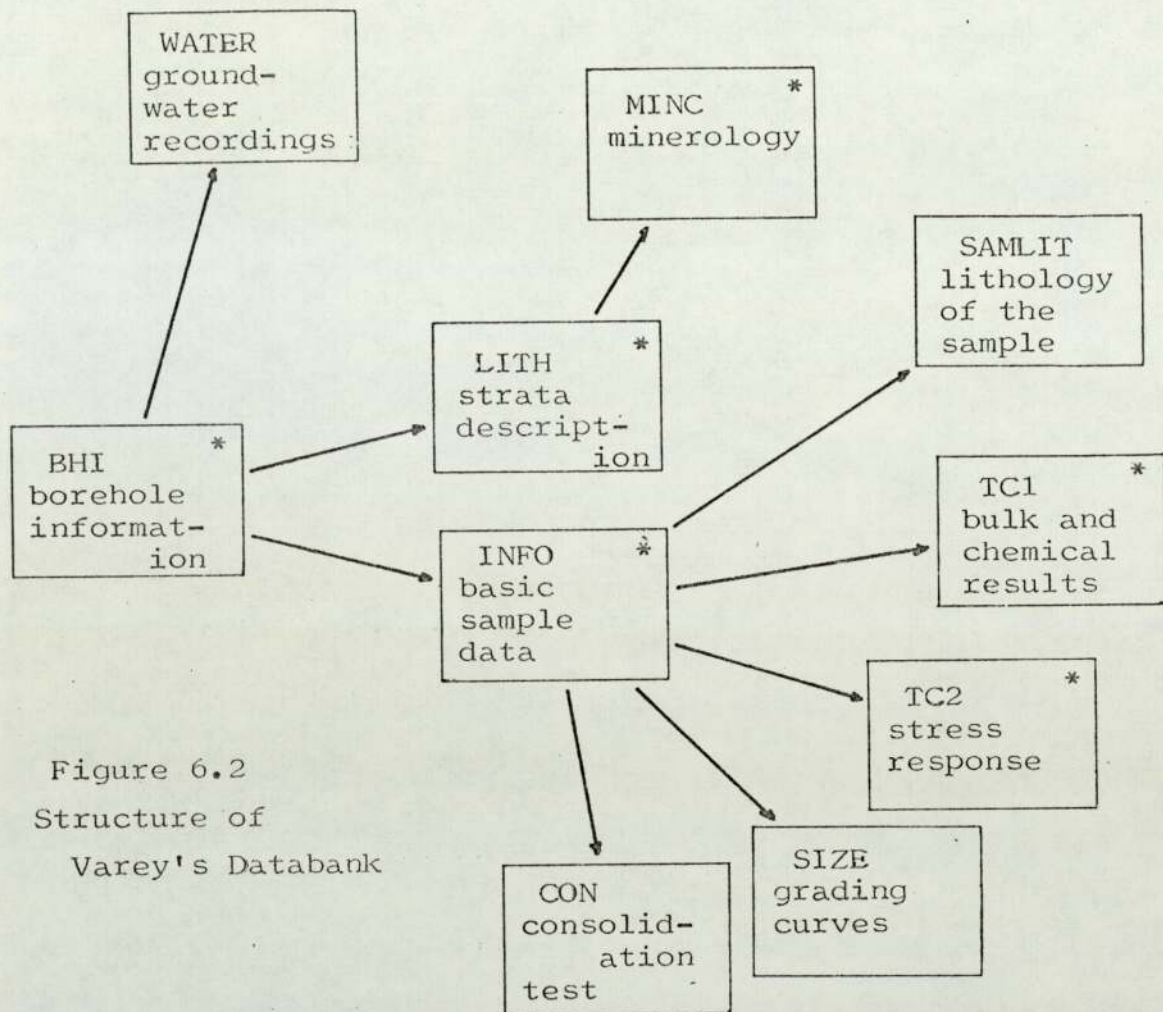 WATER
ground-
water
recordings
MINC *
minerology
SAMLIT
lithology
of the
sample
LITH *
strata
descript-
ion
BHI *
borehole
informat-
ion
TC1 *
bulk and
chemical
results
INFO *
basic
sample
data
TC2 *
stress
response
Figure 6.2
Structure of
Varey's Databank
SIZE
grading
curves
CON
consolid-
ation
test